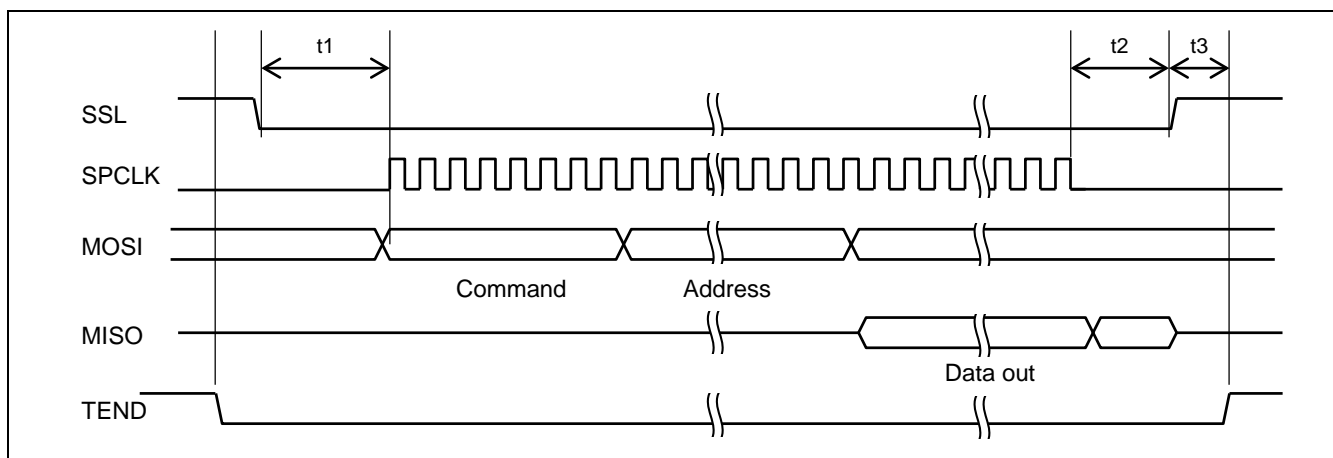 t1 t2 t3
SSL
SPCLK
MOSI
Command Address
MISO
Data out
TEND